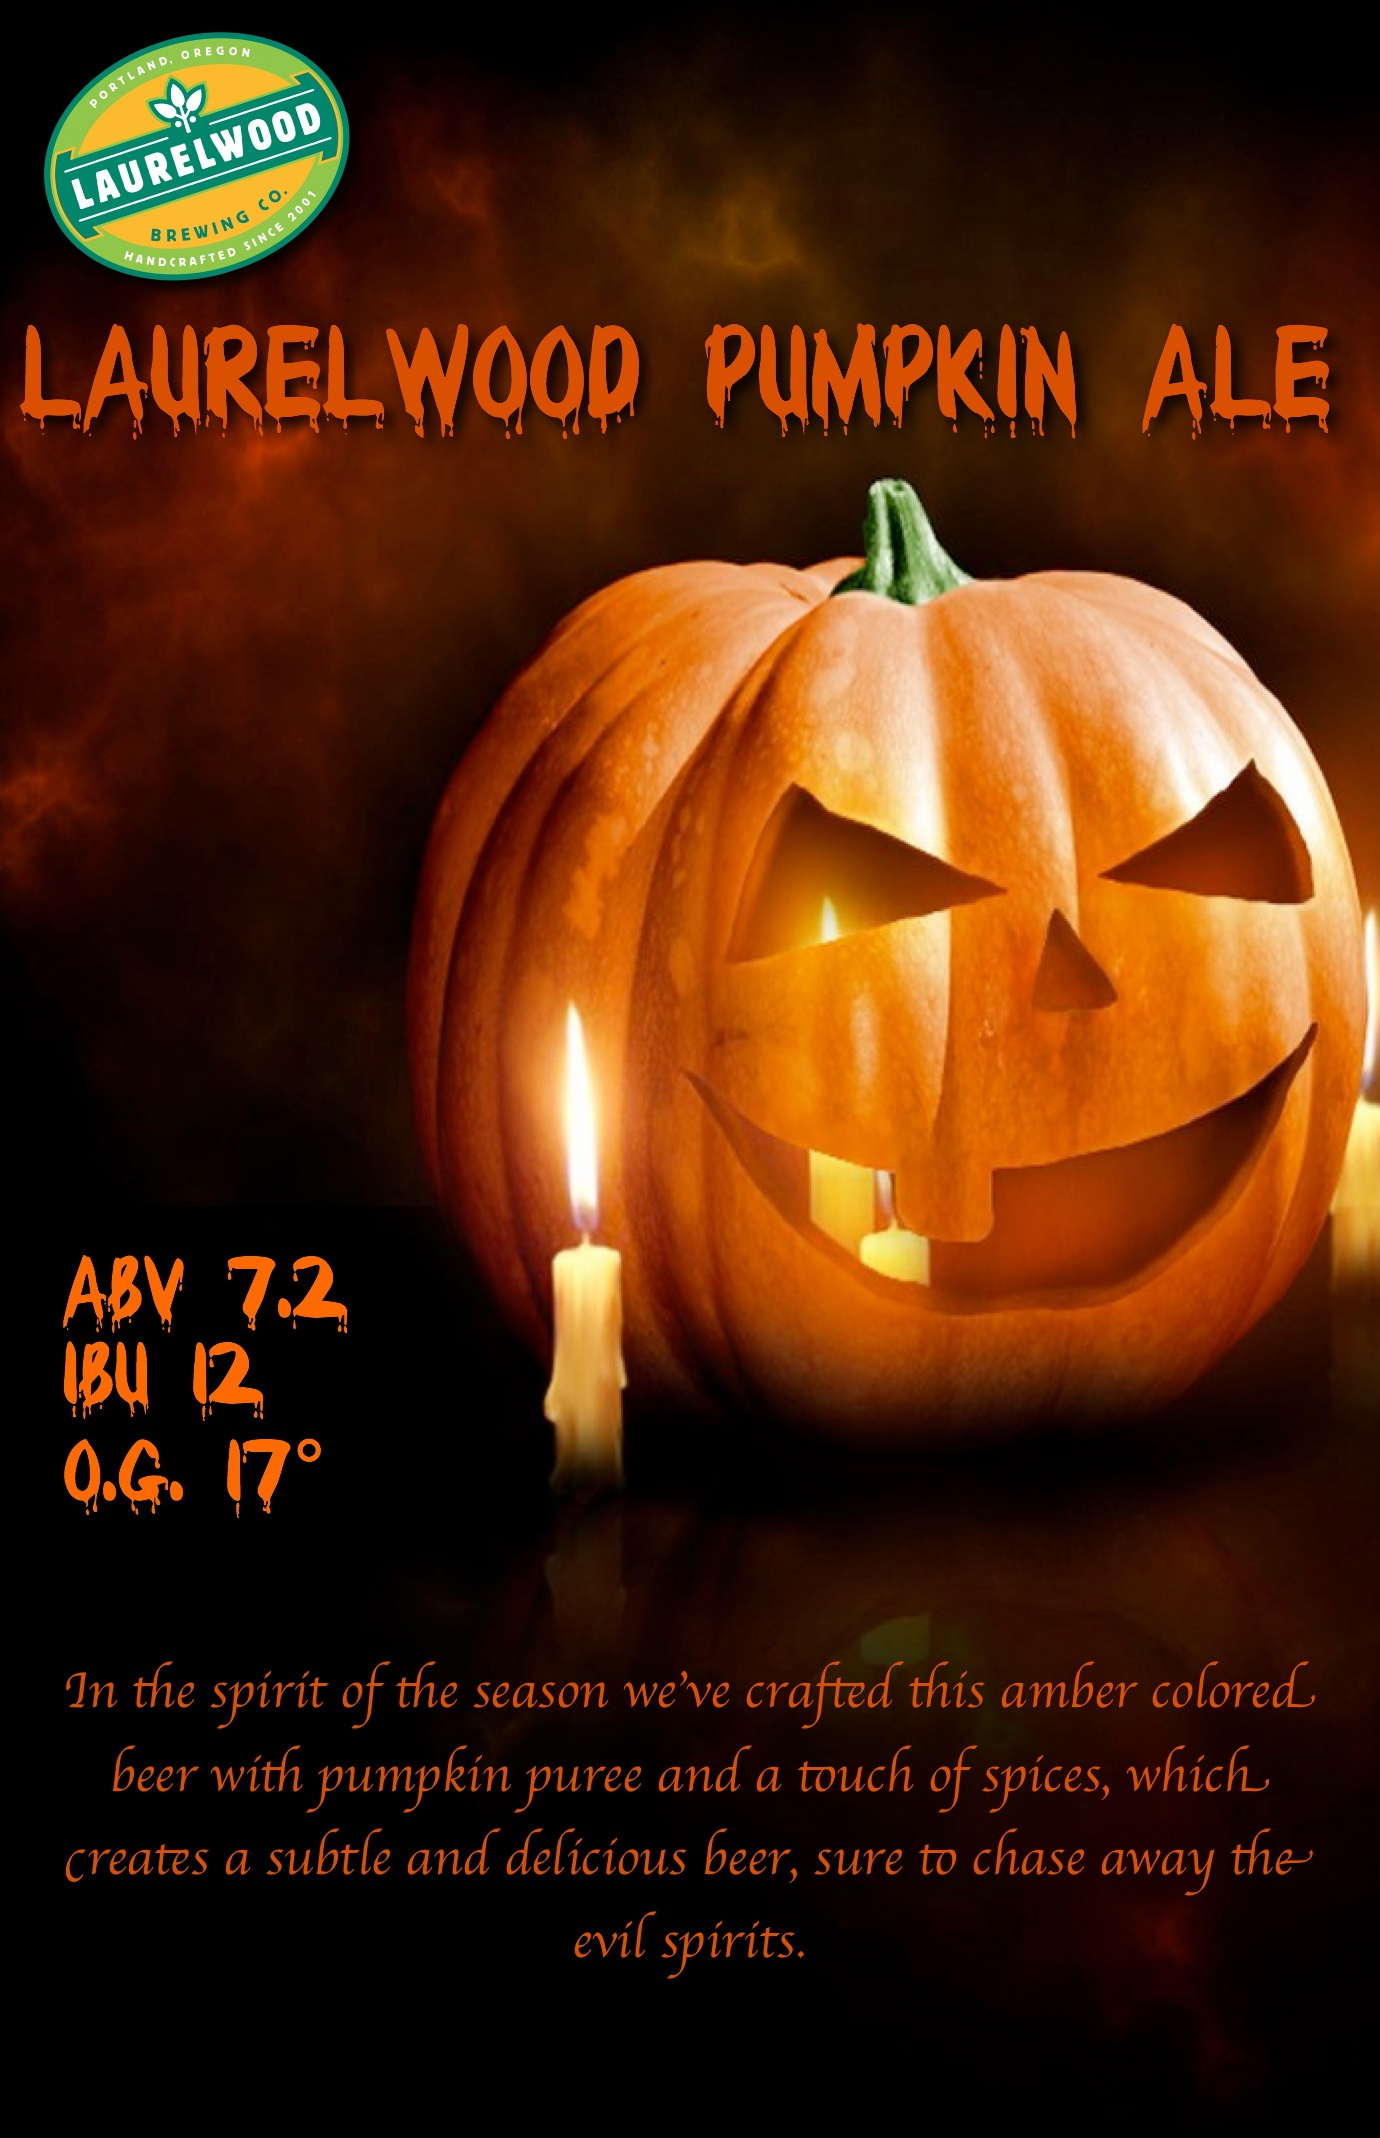 PORTLAND, OREGON
LAURELWOOD
BREWING CO.
HANDCRAFTED SINCE 2001
LAURELWOOD PUMPKIN ALE
ABV 7.2
IBU 12
O.G. 17°
In the spirit of the season we've crafted this amber colored
beer with pumpkin puree and a touch of spices, which
creates a subtle and delicious beer, sure to chase away the
evil spirits.